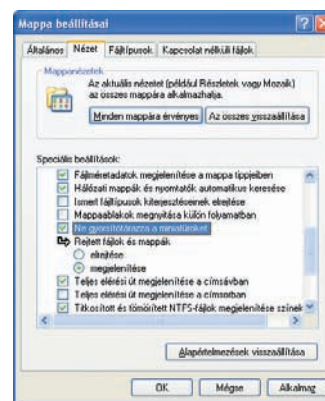 Mappa beállításai
Általános Nézet Fájltípusok Kapcsolat nélküli fájlok
Mappanézetek
Az aktuális nézetet (például Részletek vagy Mozaik)
az összes mappára alkalmazhatja.
Minden mappára érvényes Az összes visszaállítása
Speciális beállítások:
Fájlméretadatok megjelenítése a mappa tippjeiben
Hálózati mappák és nyomtatók automatikus keresése
Ismert fájltípusok kiterjesztéseinek elrejtése
Mappaablakok megnyitása külön folyamatban
Ne gyorsítótárazza a miniatűröket
Rejtett fájlok és mappák
elrejtése
megjelenítése
Teljes elérési út megjelenítése a címsávban
Teljes elérési út megjelenítése a címsorban
Titkosított és tömörített NTFS-fájlok megjelenítése színek
Alapértelmezések visszaállítása
OK Mégse Alkalmaz